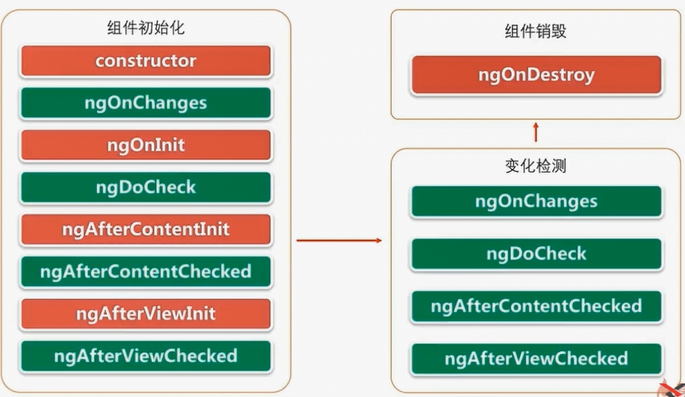 组件初始化
constructor
ngOnChanges
ngOnInit
ngDoCheck
ngAfterContentInit
ngAfterContentChecked
ngAfterViewInit
ngAfterViewChecked
组件销毁
ngOnDestroy
变化检测
ngOnChanges
ngDoCheck
ngAfterContentChecked
ngAfterViewChecked